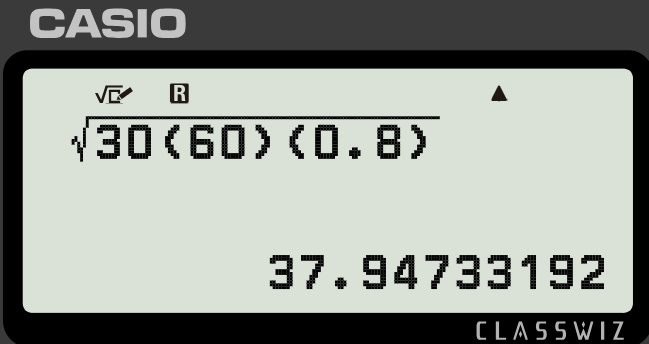 CASIO
√ R ▲
√30(60)(0.8)
37.94733192
CLASSWIZ